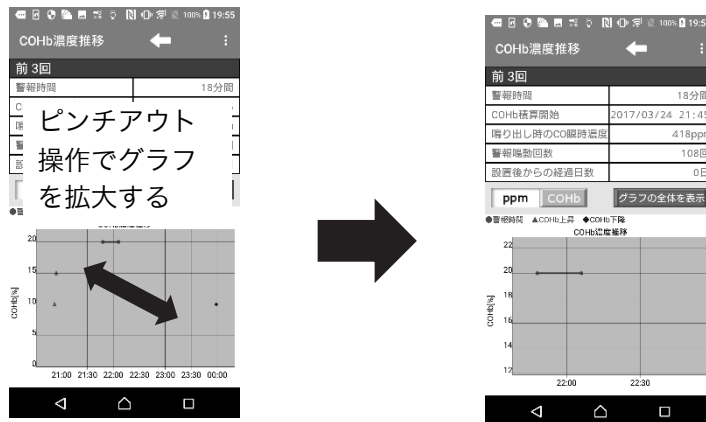 100% 19:55
COHb濃度推移
前 3回
警報時間 18分間
ピンチアウト
操作でグラフ
を拡大する
20
15
10
5
0
COHb[%]
21:00 21:30 22:00 22:30 23:00 23:30 00:00
100% 19:5
COHb濃度推移
前 3回
警報時間 18分間
COHb積算開始 2017/03/24 21:45
鳴り出し時のCO瞬時濃度 418ppm
警報鳴動回数 108回
設置後からの経過日数 0日
ppm COHb グラフの全体を表示
●警報時間 ▲COHb上昇 ◆COHb下降
COHb濃度推移
22
20
18
16
14
12
COHb[%]
22:00 22:30